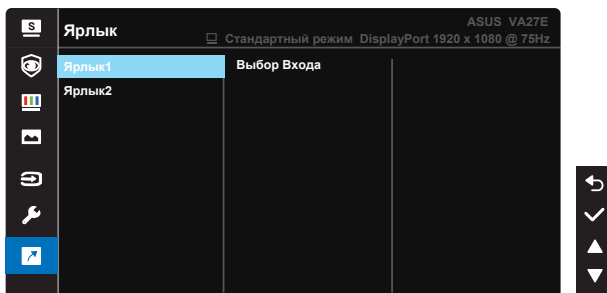 S
Ярлык
ASUS VA27E
Стандартный режим DisplayPort 1920 x 1080 @ 75Hz
Ярлык1
Выбор Входа
Ярлык2